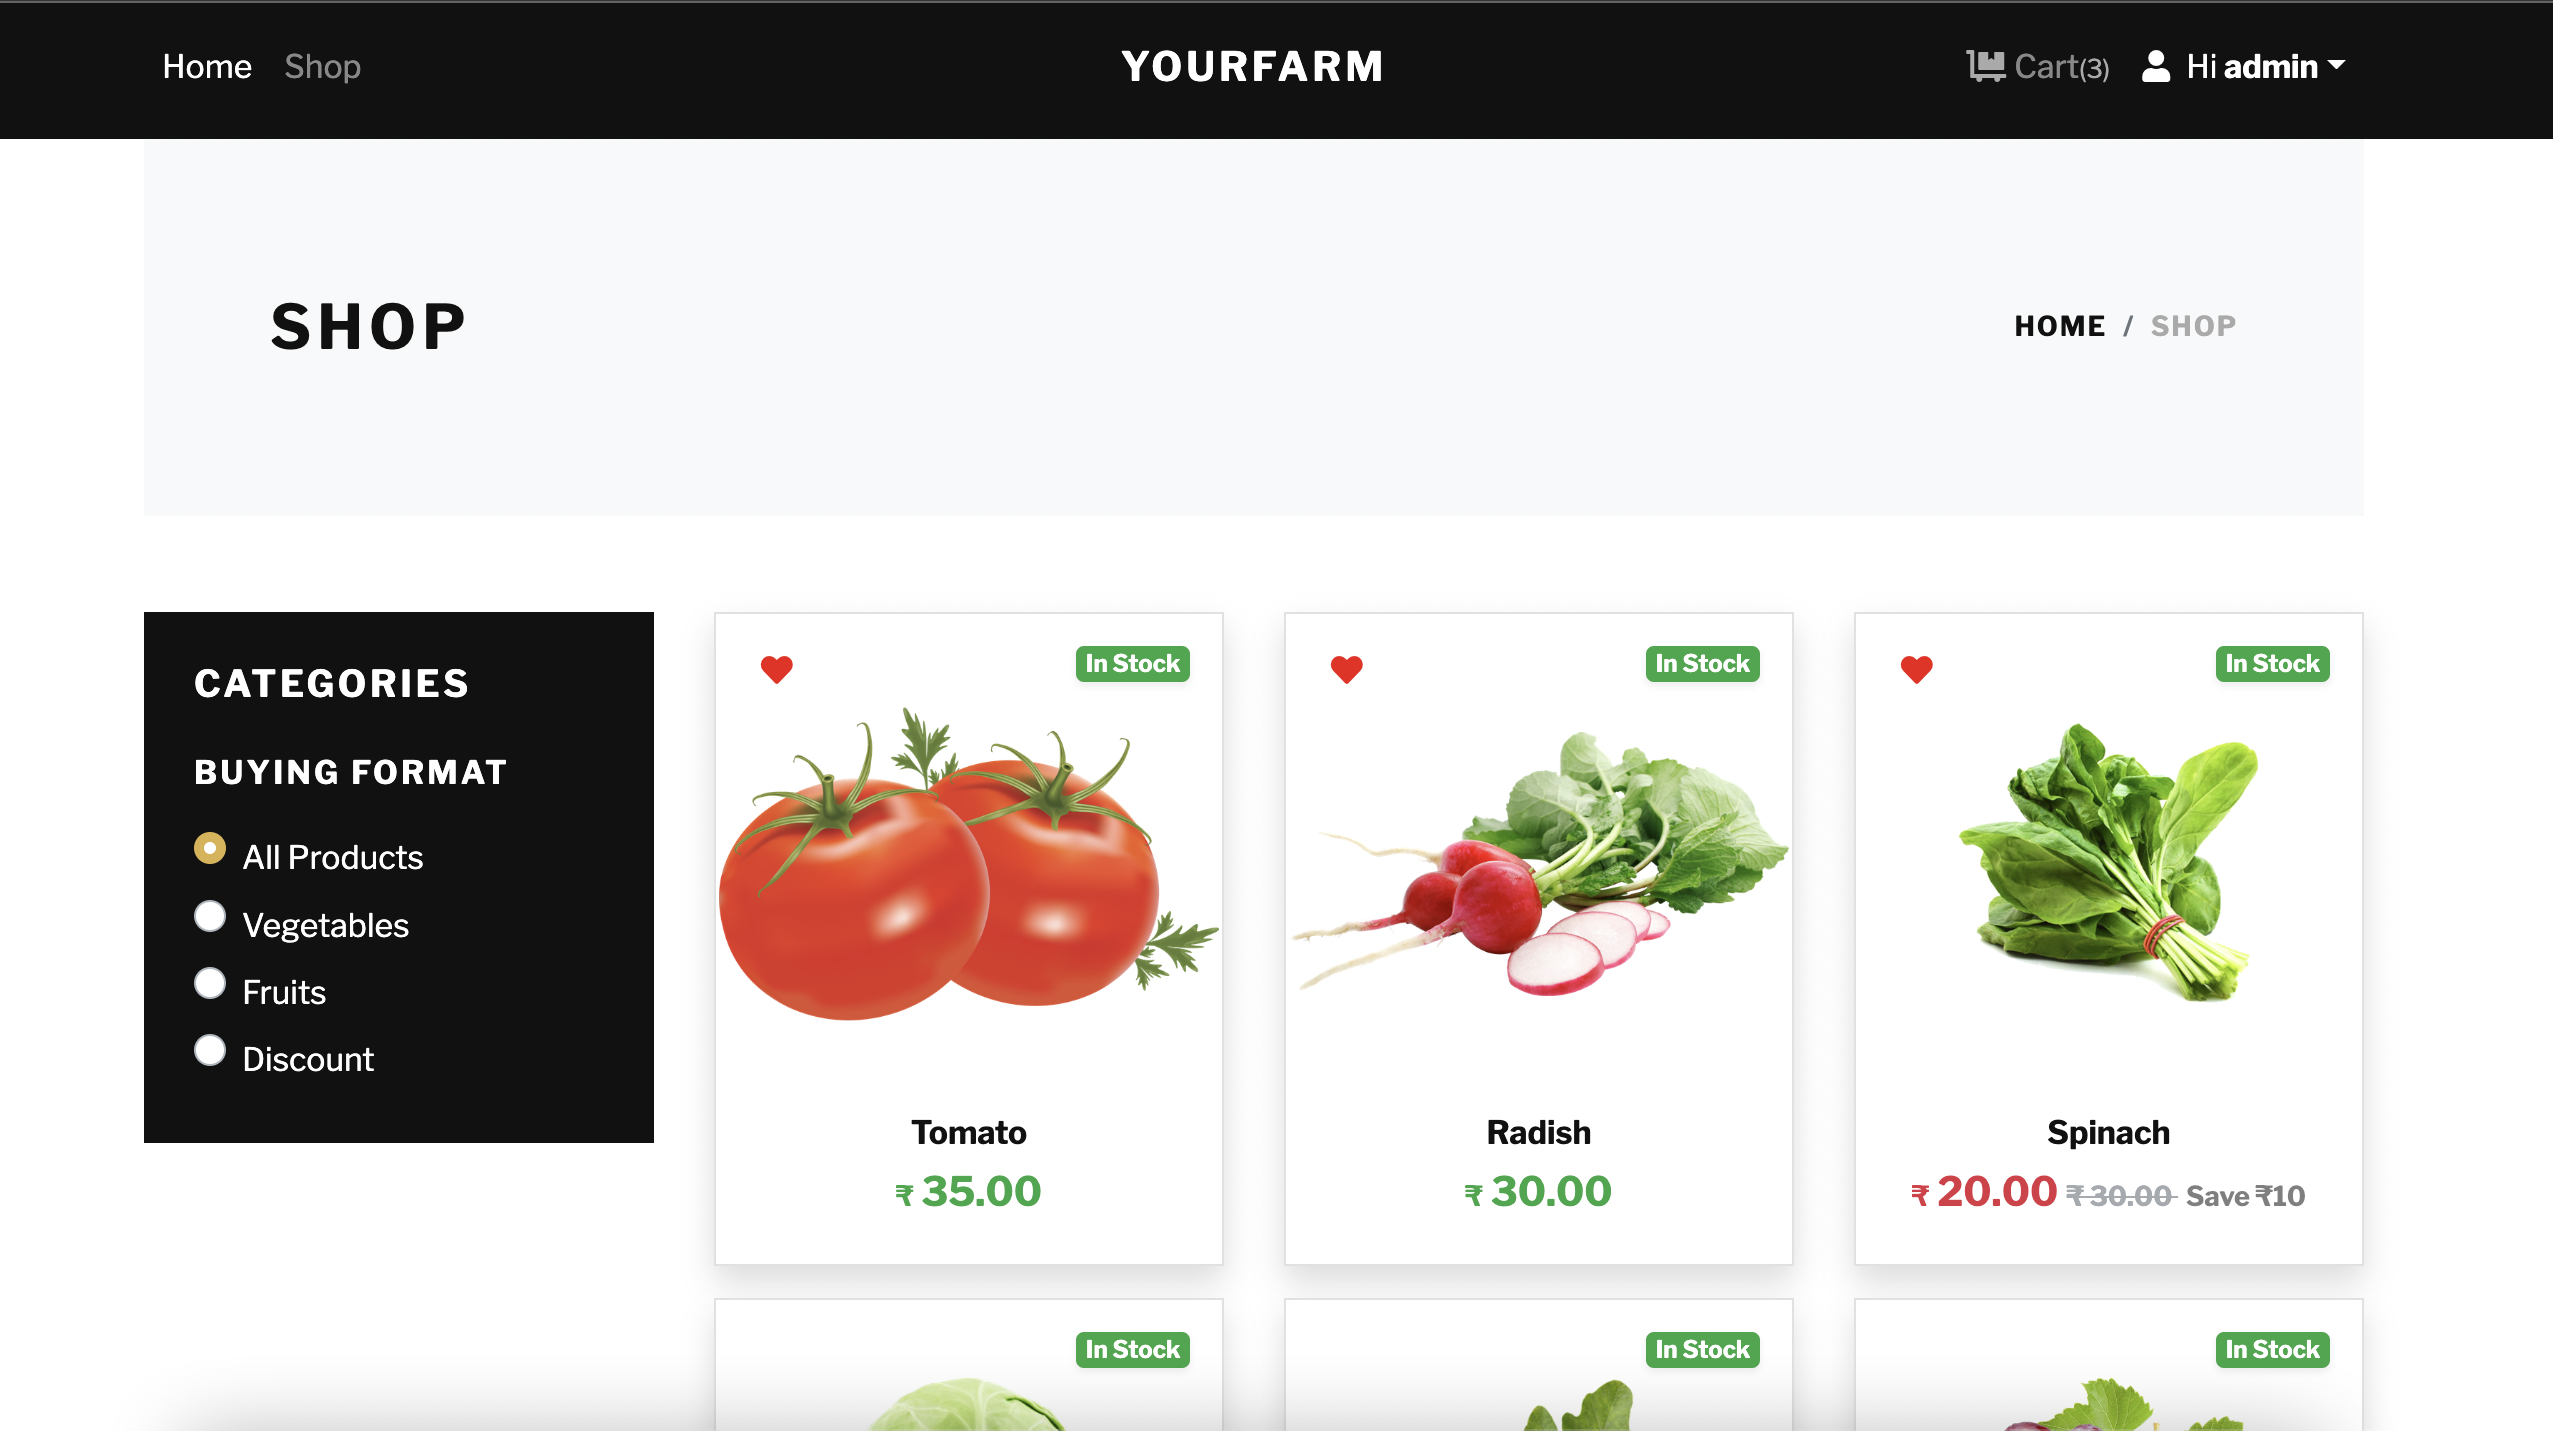 Home Shop YOURFARM Cart(3) Hi admin
SHOP
HOME / SHOP
CATEGORIES
BUYING FORMAT
All Products
Vegetables
Fruits
Discount
In Stock
Tomato
₹ 35.00
In Stock
Radish
₹ 30.00
In Stock
Spinach
₹ 20.00 ₹ 30.00 Save ₹10
In Stock
In Stock
In Stock